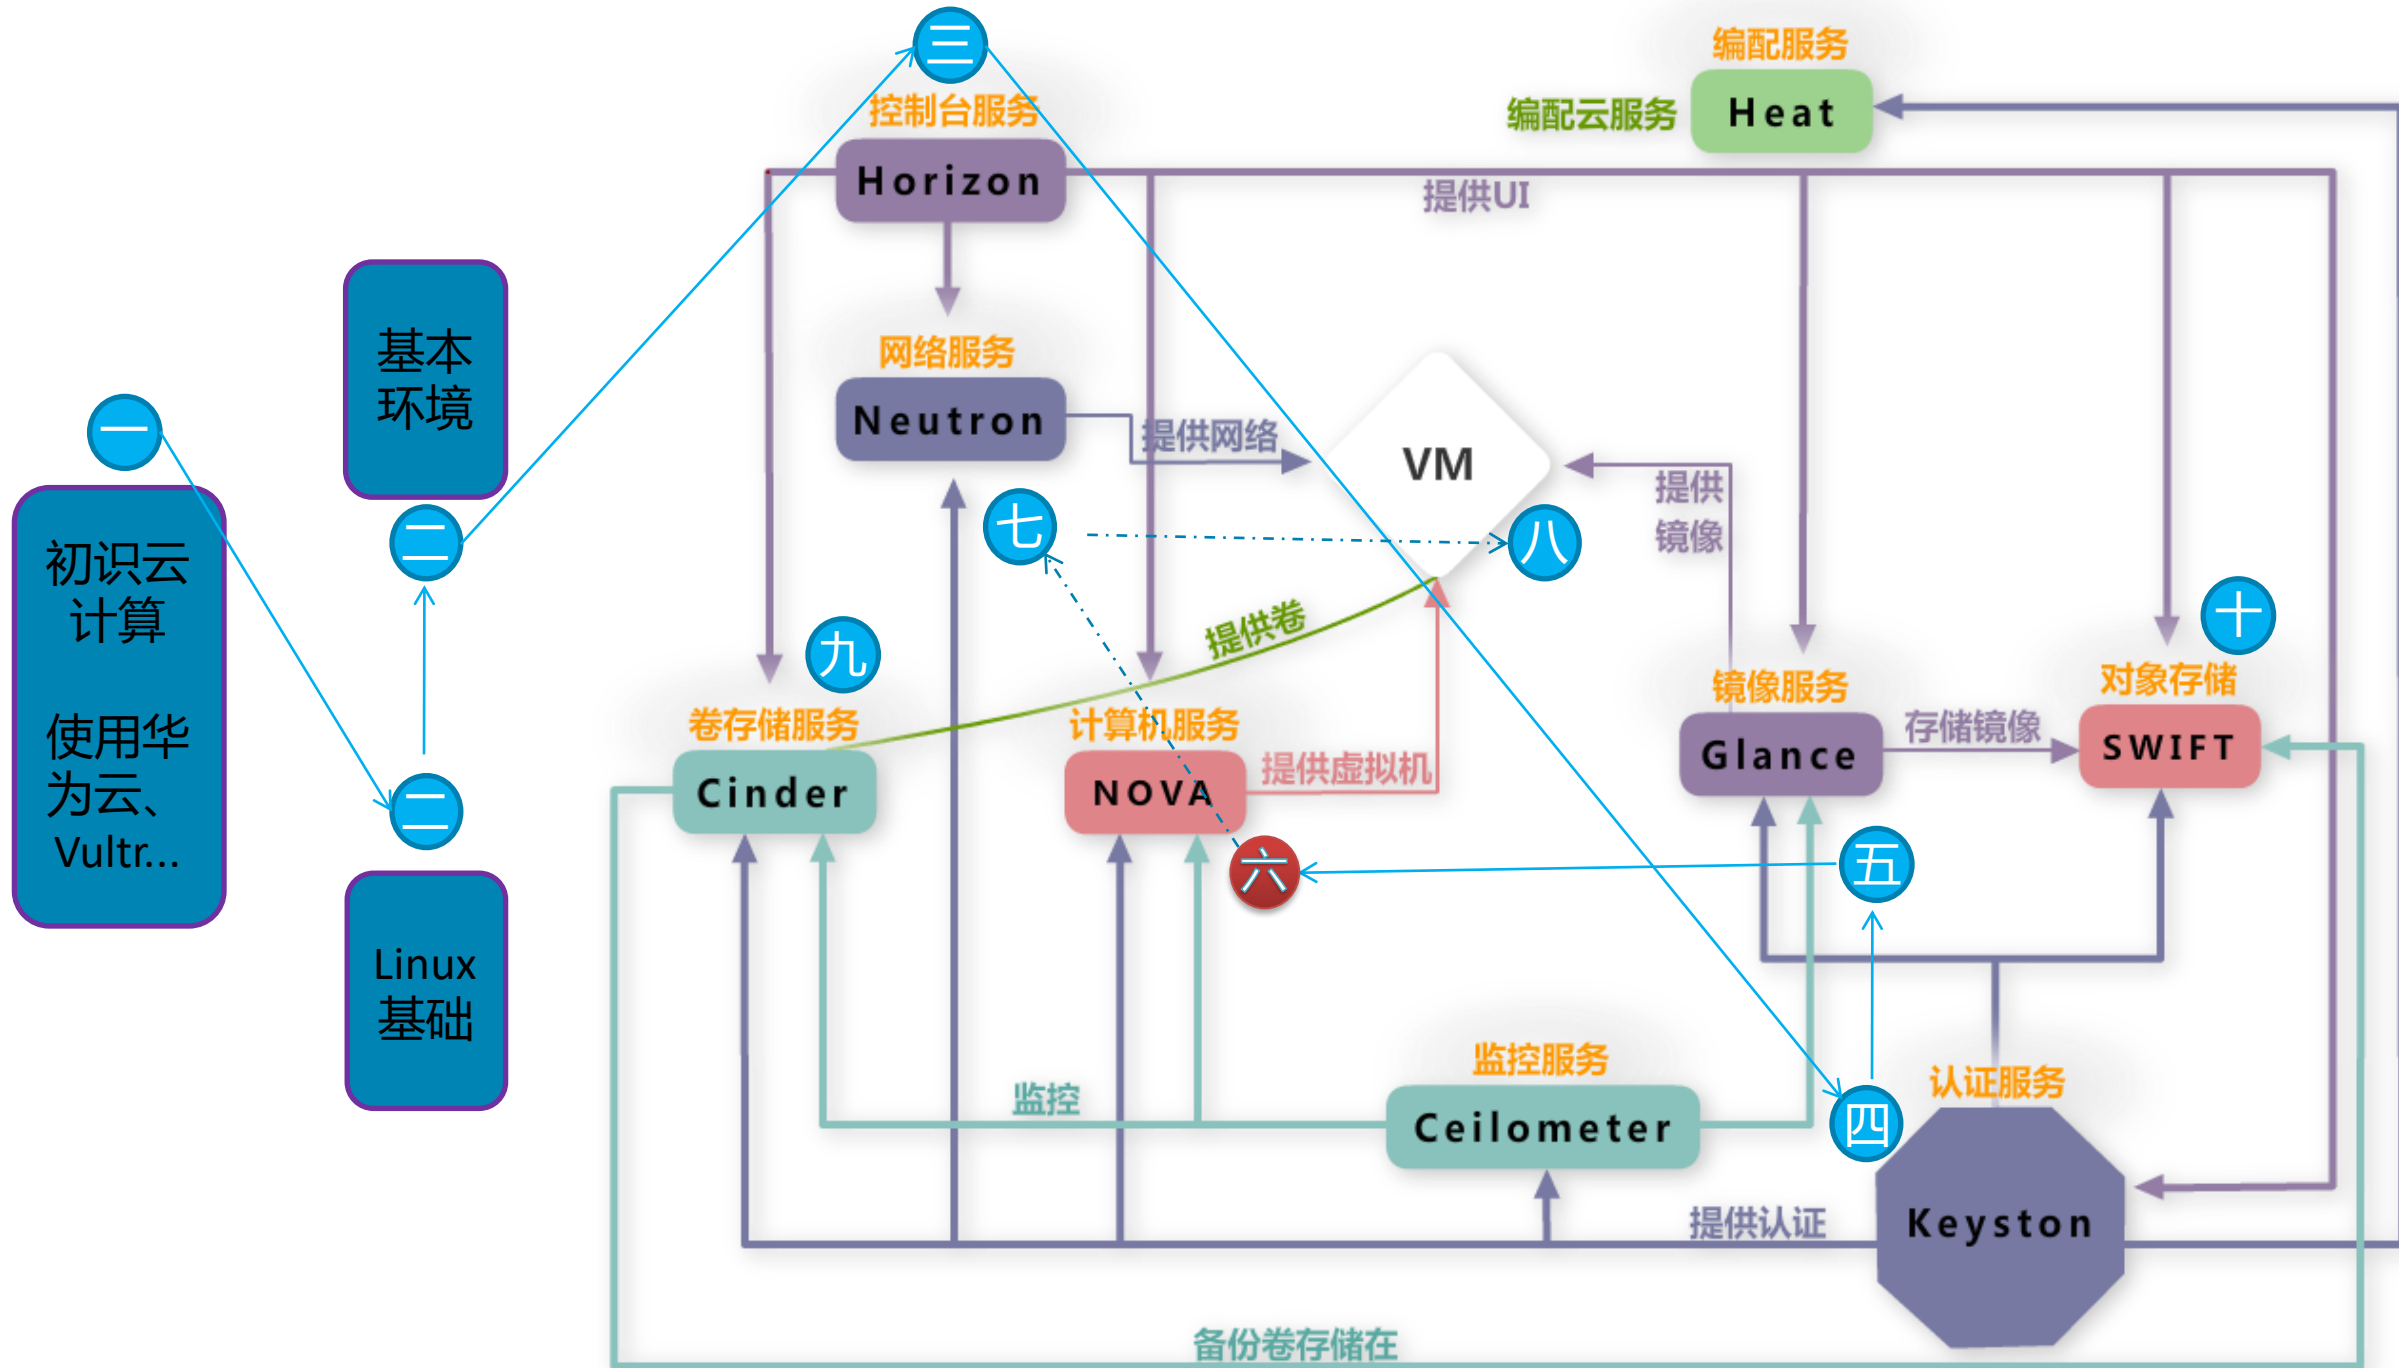 三
编配服务
控制台服务
编配云服务
Heat
Horizon
提供UI
基本
环境
网络服务
一
Neutron
提供网络
VM
提供
镜像
七
二
八
初识云
计算
提供卷
十
九
对象存储
镜像服务
使用华
为云、
Vultr...
卷存储服务
计算机服务
存储镜像
SWIFT
Glance
提供虚拟机
Cinder
NOVA
二
六
五
Linux
基础
监控服务
认证服务
监控
Ceilometer
四
提供认证
Keyston
备份卷存储在